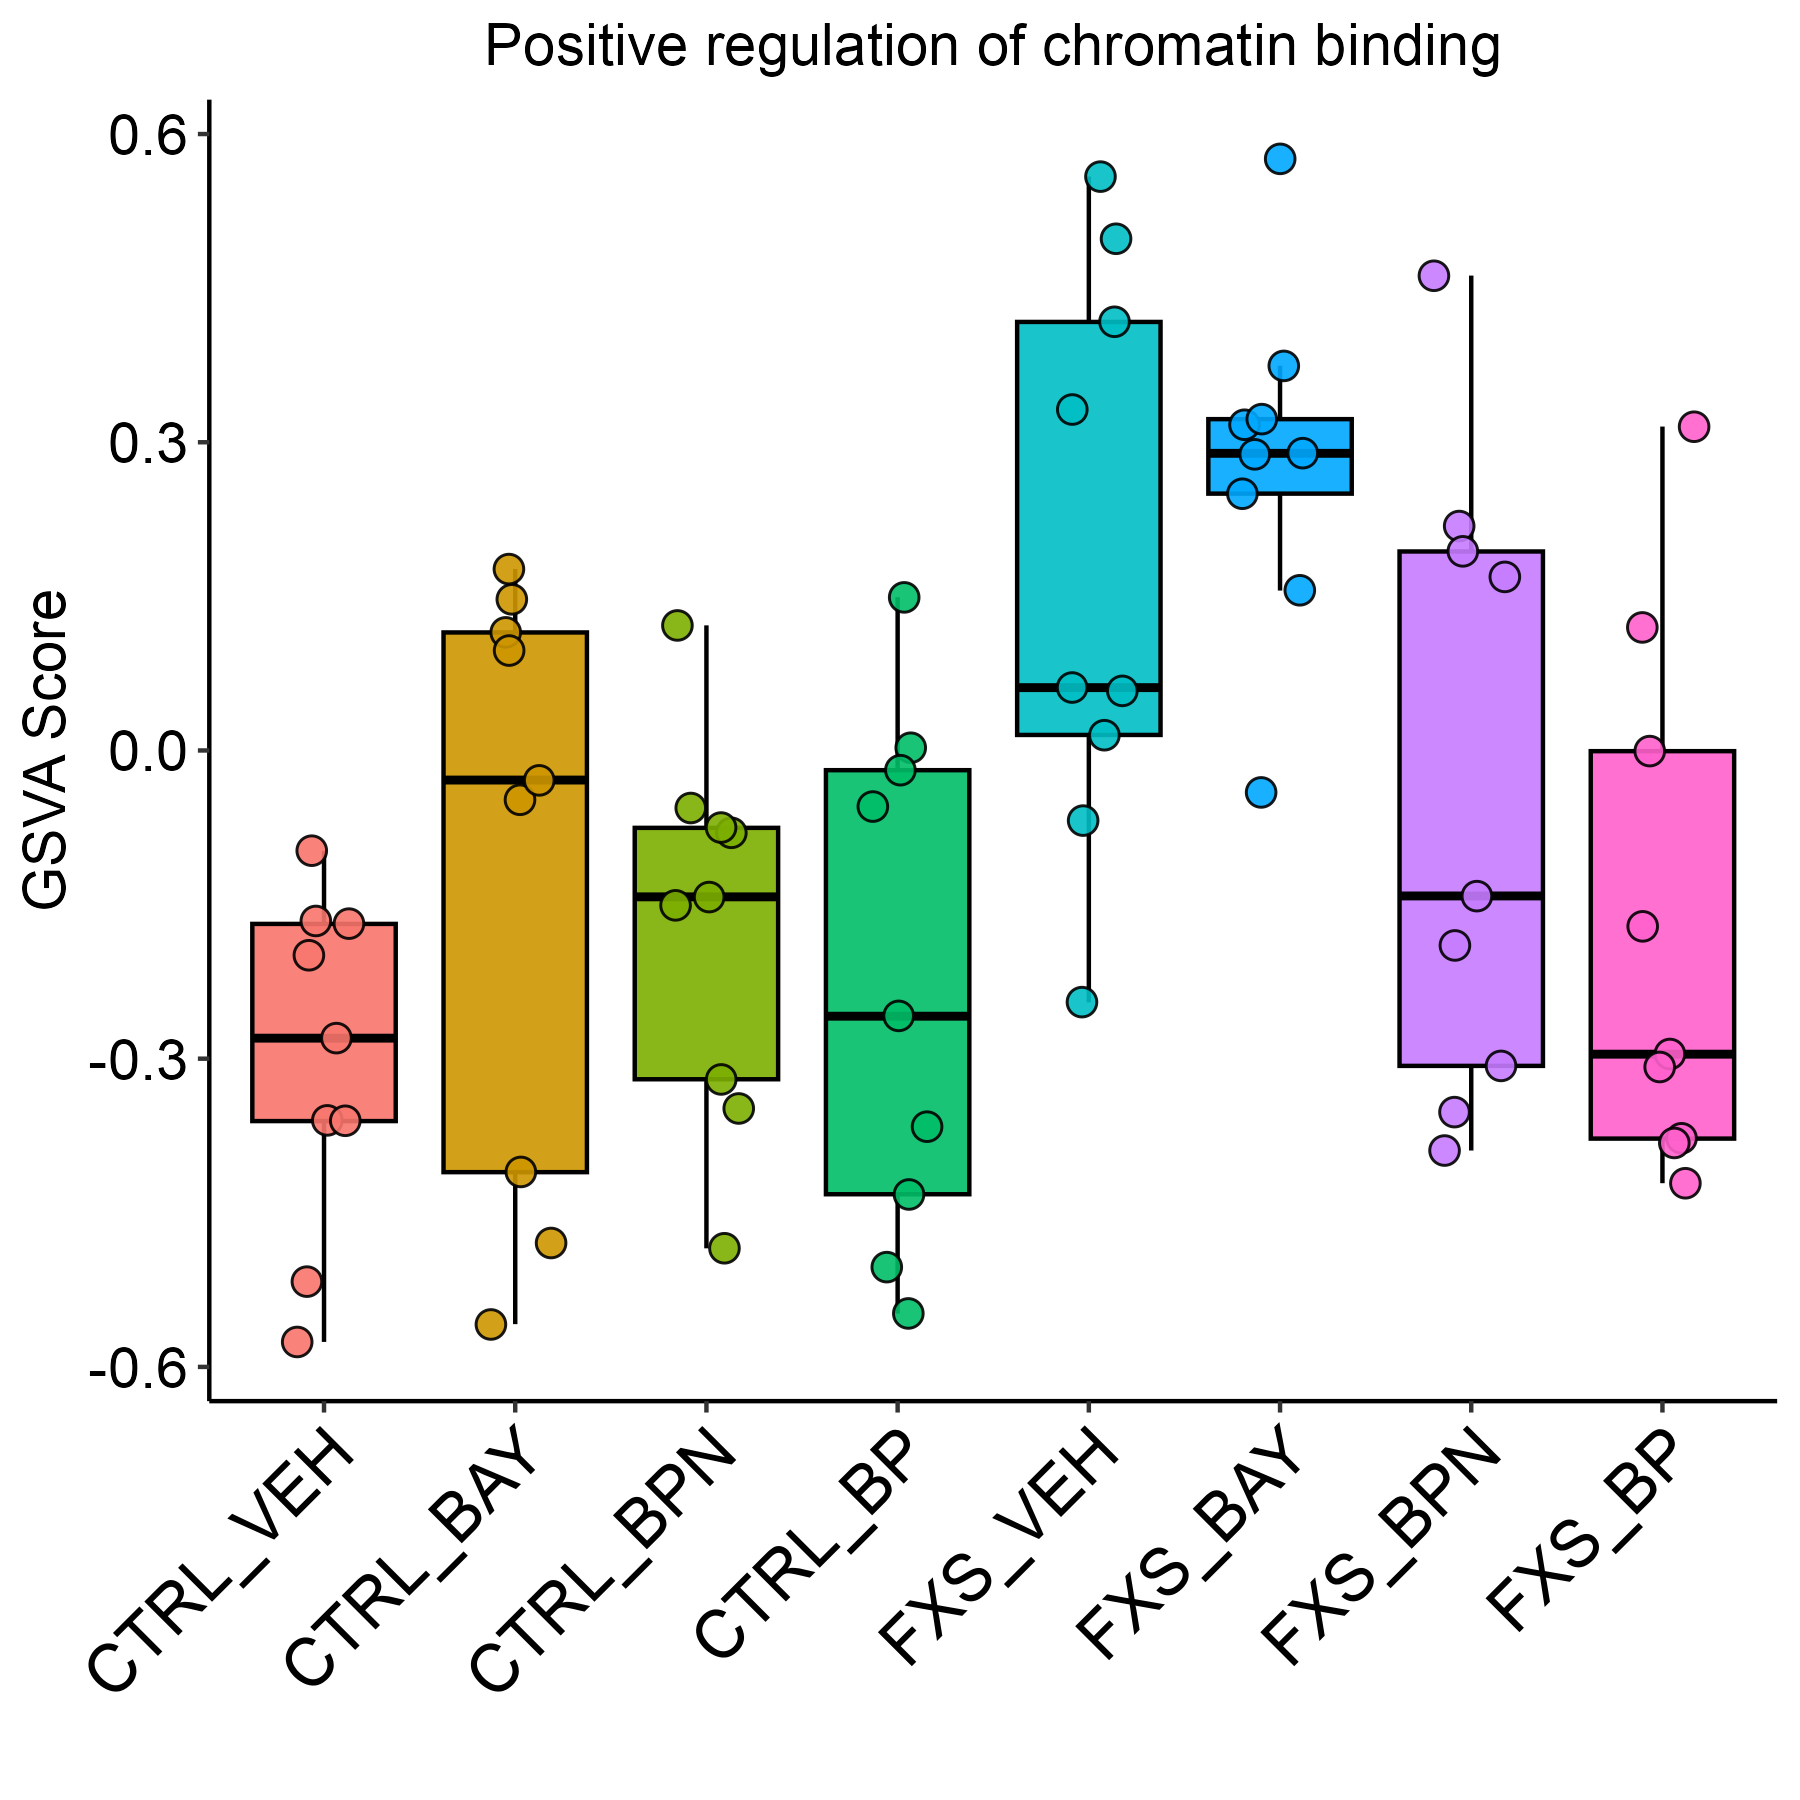 Positive regulation of chromatin binding
GSVA Score
0.6
0.3
0.0
-0.3
-0.6
CTRL_VEH
CTRL_BAY
CTRL_BPN
CTRL_BP
FXS_VEH
FXS_BAY
FXS_BPN
FXS_BP